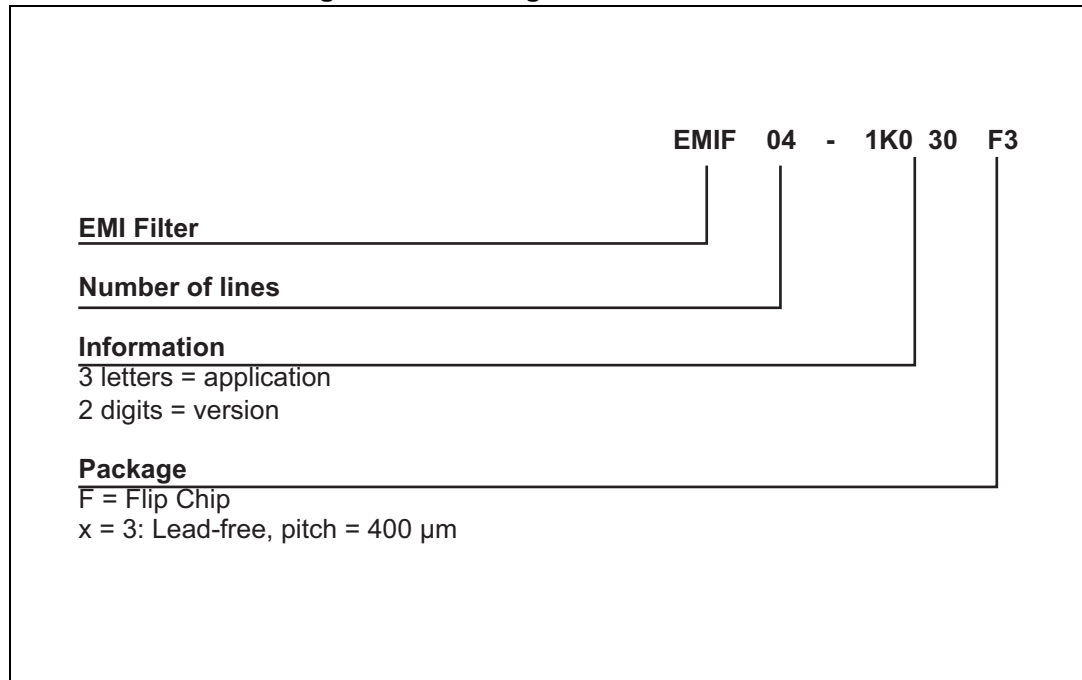 EMIF 04 - 1K0 30 F3
EMI Filter
Number of lines
Information
3 letters = application
2 digits = version
Package
F = Flip Chip
x = 3: Lead-free, pitch = 400 µm